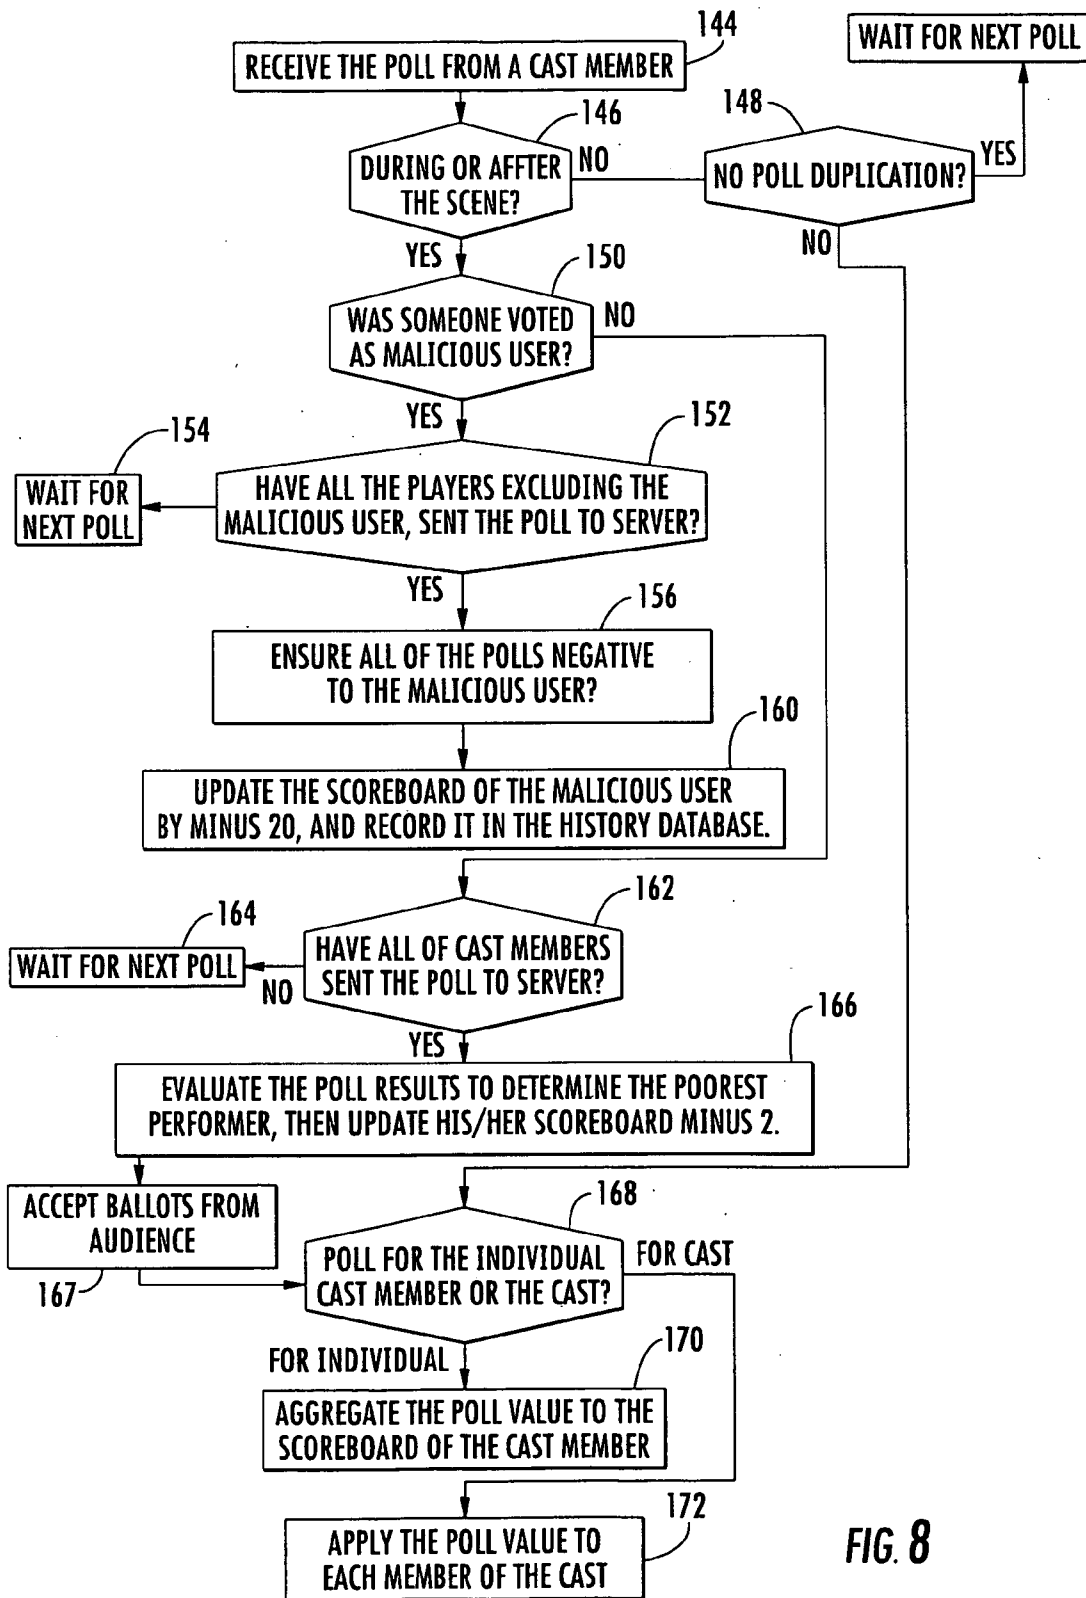 144
RECEIVE THE POLL FROM A CAST MEMBER
WAIT FOR NEXT POLL
146
DURING OR AFFTER
THE SCENE?
NO
148
NO POLL DUPLICATION?
YES
NO
YES
150
WAS SOMEONE VOTED
AS MALICIOUS USER?
NO
YES
152
154
WAIT FOR
NEXT POLL
HAVE ALL THE PLAYERS EXCLUDING THE
MALICIOUS USER, SENT THE POLL TO SERVER?
YES
156
ENSURE ALL OF THE POLLS NEGATIVE
TO THE MALICIOUS USER?
160
UPDATE THE SCOREBOARD OF THE MALICIOUS USER
BY MINUS 20, AND RECORD IT IN THE HISTORY DATABASE.
162
164
WAIT FOR NEXT POLL
NO
HAVE ALL OF CAST MEMBERS
SENT THE POLL TO SERVER?
YES
166
EVALUATE THE POLL RESULTS TO DETERMINE THE POOREST
PERFORMER, THEN UPDATE HIS/HER SCOREBOARD MINUS 2.
ACCEPT BALLOTS FROM
AUDIENCE
167
168
POLL FOR THE INDIVIDUAL
CAST MEMBER OR THE CAST?
FOR CAST
FOR INDIVIDUAL
170
AGGREGATE THE POLL VALUE TO THE
SCOREBOARD OF THE CAST MEMBER
172
APPLY THE POLL VALUE TO
EACH MEMBER OF THE CAST
FIG. 8